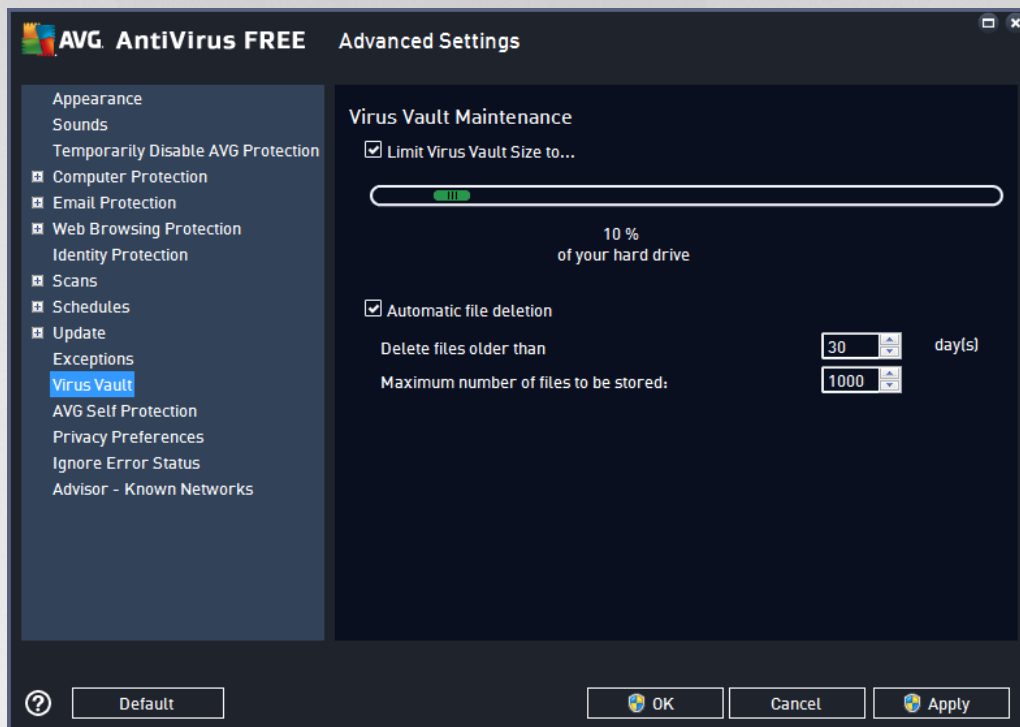 AVG. AntiVirus FREE Advanced Settings
Appearance
Sounds
Temporarily Disable AVG Protection
Computer Protection
Email Protection
Web Browsing Protection
Identity Protection
Scans
Schedules
Update
Exceptions
Virus Vault
AVG Self Protection
Privacy Preferences
Ignore Error Status
Advisor - Known Networks
Virus Vault Maintenance
Limit Virus Vault Size to...
10 %
of your hard drive
Automatic file deletion
Delete files older than 30 day(s)
Maximum number of files to be stored: 1000
? Default OK Cancel Apply